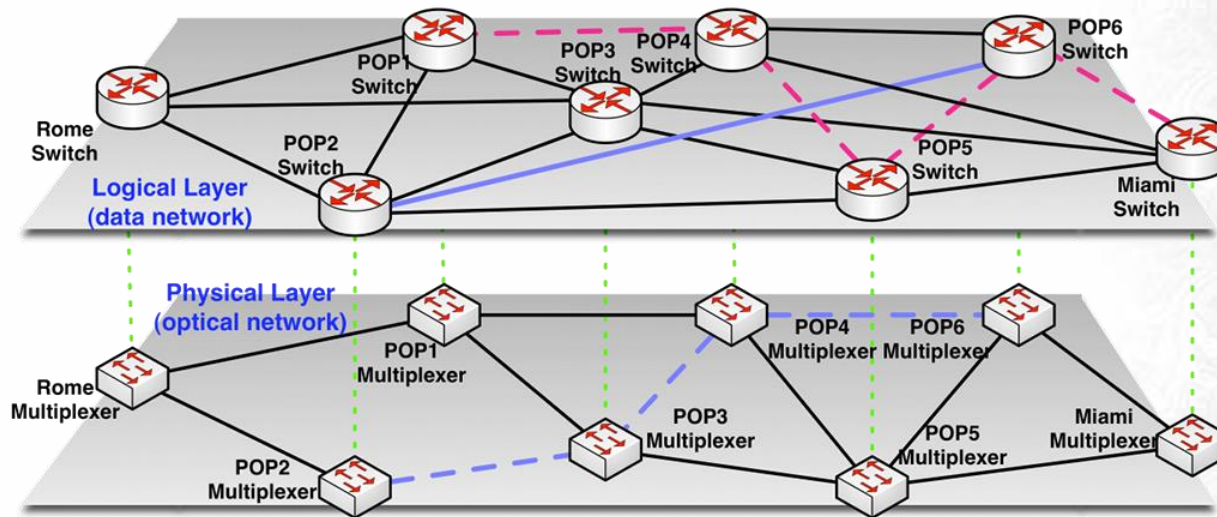 POP1
Switch
POP3
Switch
POP4
Switch
POP6
Switch
Rome
Switch
POP2
Switch
POP5
Switch
Miami
Switch
Logical Layer
(data network)
Physical Layer
(optical network)
POP1
Multiplexer
POP4
Multiplexer
POP6
Multiplexer
Rome
Multiplexer
POP3
Multiplexer
POP5
Multiplexer
Miami
Multiplexer
POP2
Multiplexer